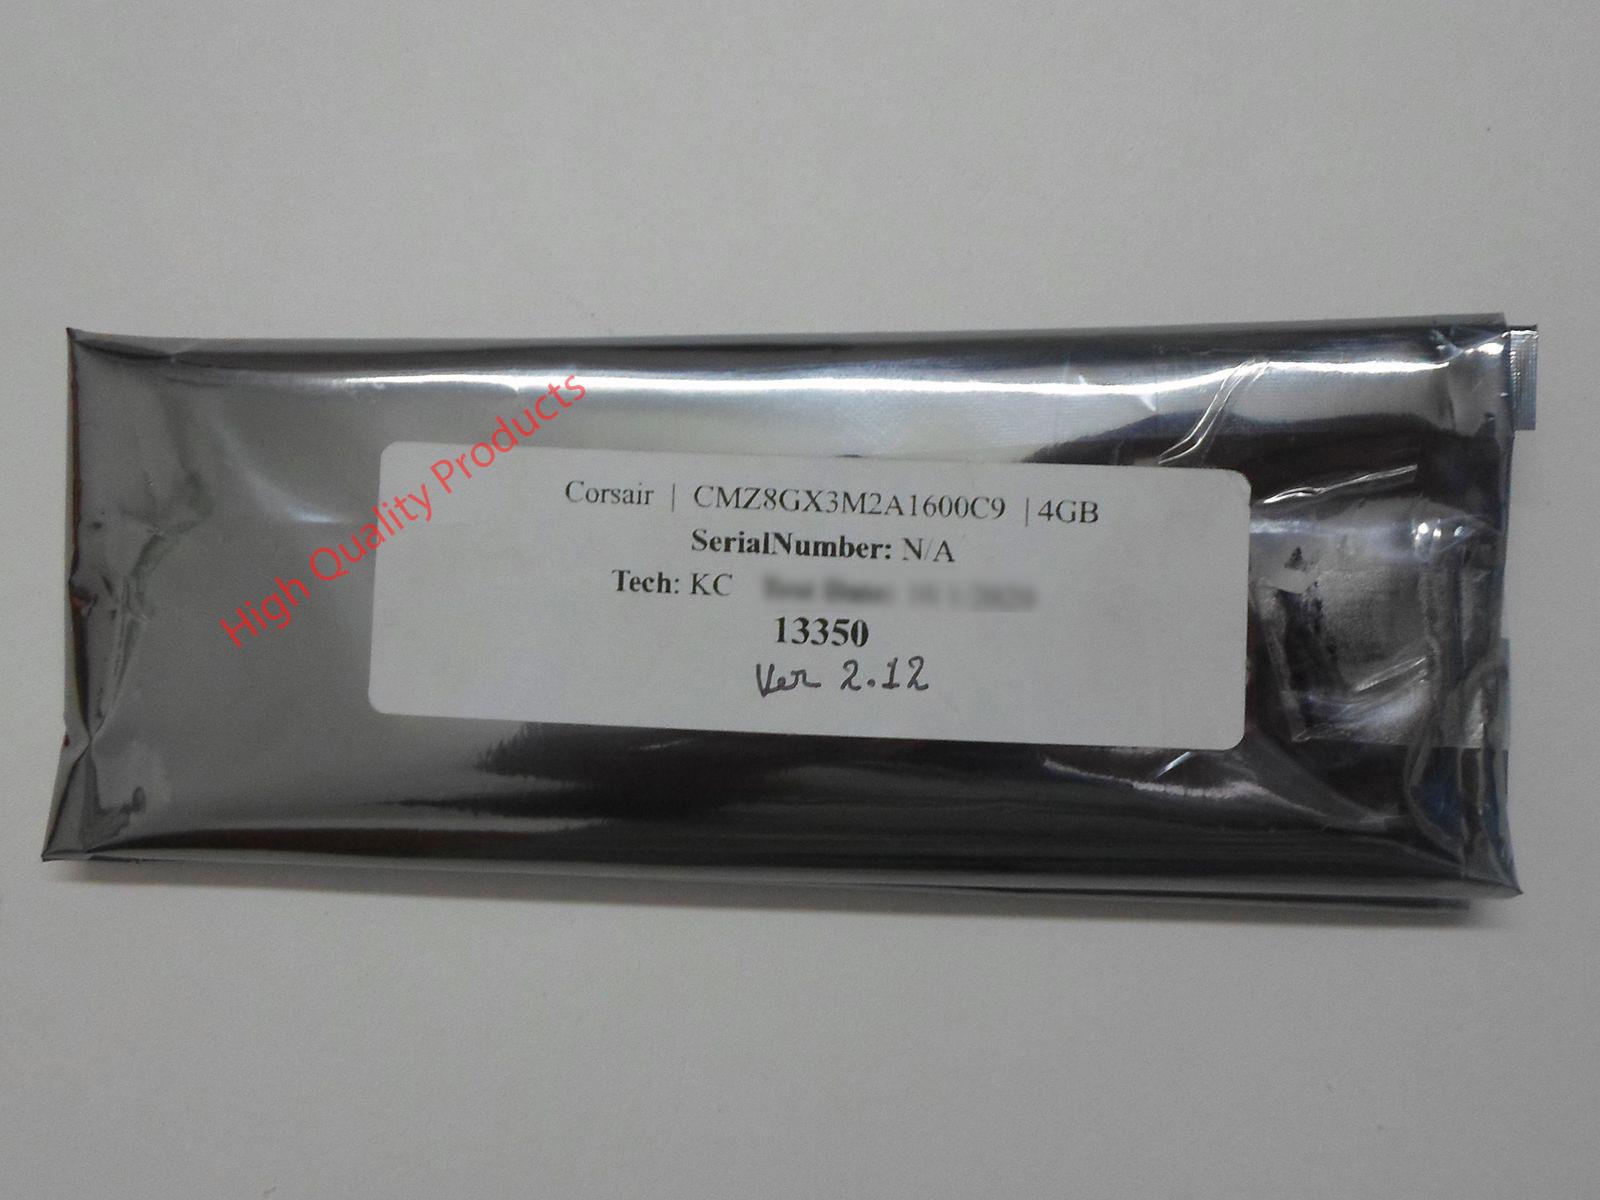 High Quality Products
Corsair | CMZ8GX3M2A1600C9 | 4GB
SerialNumber: N/A
Tech: KC
13350
Ver 2.12